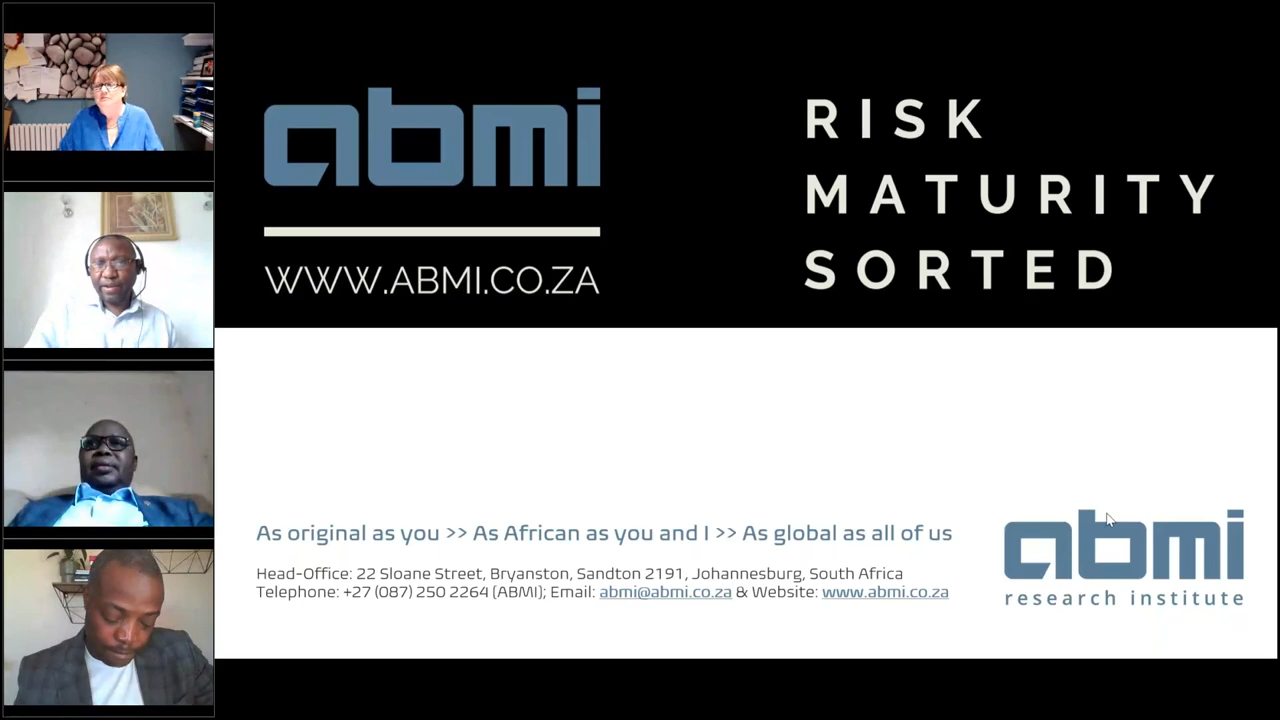 abmi
WWW.ABMI.CO.ZA
RISK
MATURITY
SORTED
As original as you >> As African as you and I >> As global as all of us
Head-Office: 22 Sloane Street, Bryanston, Sandton 2191, Johannesburg, South Africa
Telephone: +27 (087) 250 2264 (ABMI); Email: abmi@abmi.co.za & Website: www.abmi.co.za
abmi
research institute